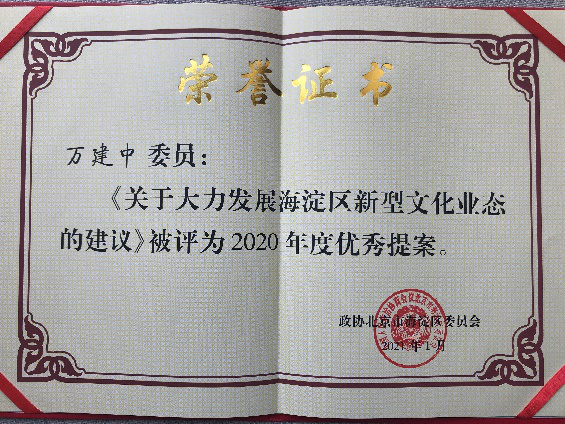 荣誉证书
万建中 委员：
《关于大力发展海淀区新型文化业态
的建议》被评为2020年度优秀提案。
政协北京市海淀区委员会
2021年1月